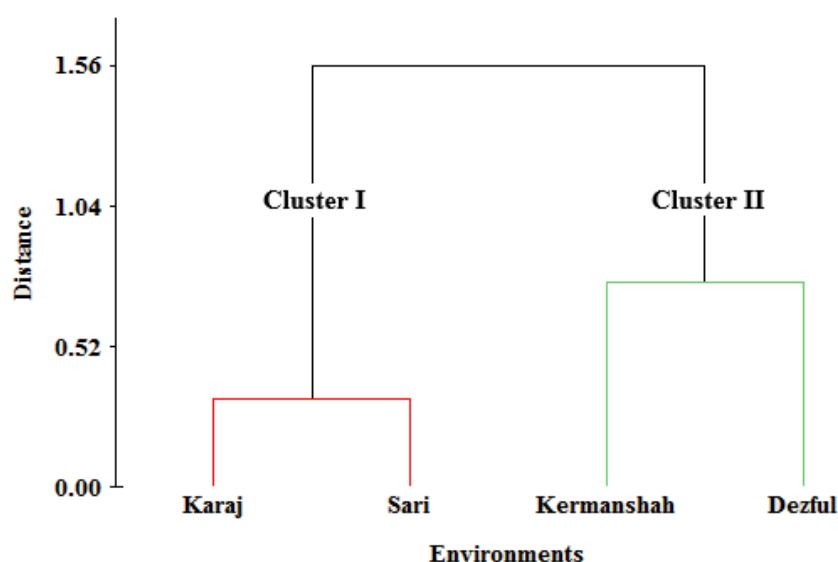 1.56
Cluster I
Cluster II
1.04
Distance
0.52
0.00
Karaj
Sari
Kermanshah
Dezful
Environments